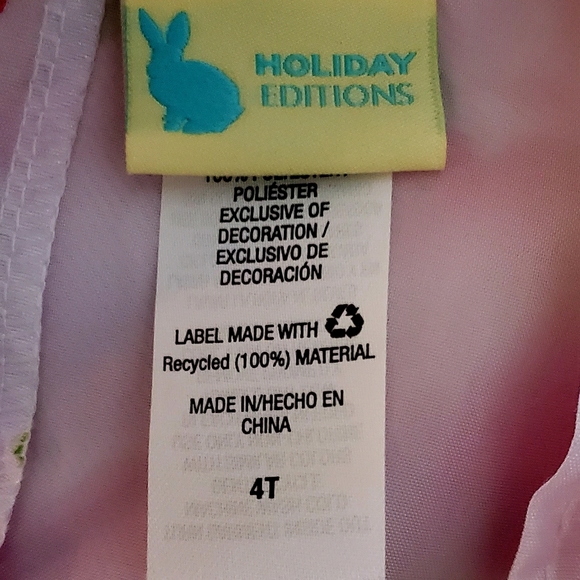 HOLIDAY
EDITIONS
POLIÉSTER
EXCLUSIVE OF
DECORATION /
EXCLUSIVO DE
DECORACIÓN
LABEL MADE WITH
Recycled (100%) MATERIAL
MADE IN/HECHO EN
CHINA
4T